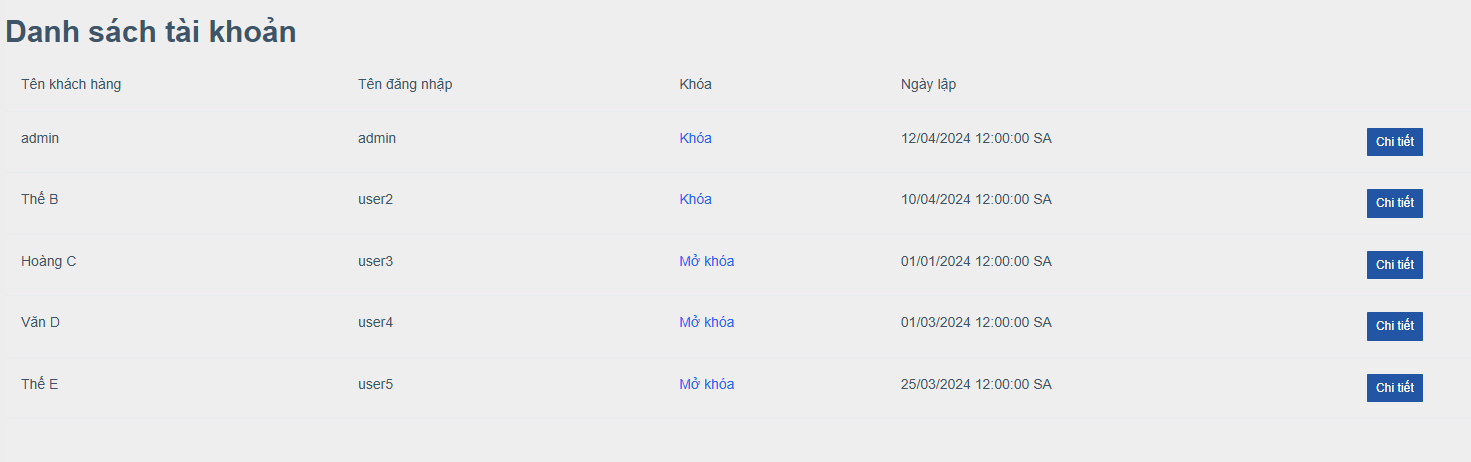 Danh sách tài khoản
Tên khách hàng Tên đăng nhập Khóa Ngày lập
admin admin Khóa 12/04/2024 12:00:00 SA Chi tiết
Thế B user2 Khóa 10/04/2024 12:00:00 SA Chi tiết
Hoàng C user3 Mở khóa 01/01/2024 12:00:00 SA Chi tiết
Văn D user4 Mở khóa 01/03/2024 12:00:00 SA Chi tiết
Thế E user5 Mở khóa 25/03/2024 12:00:00 SA Chi tiết